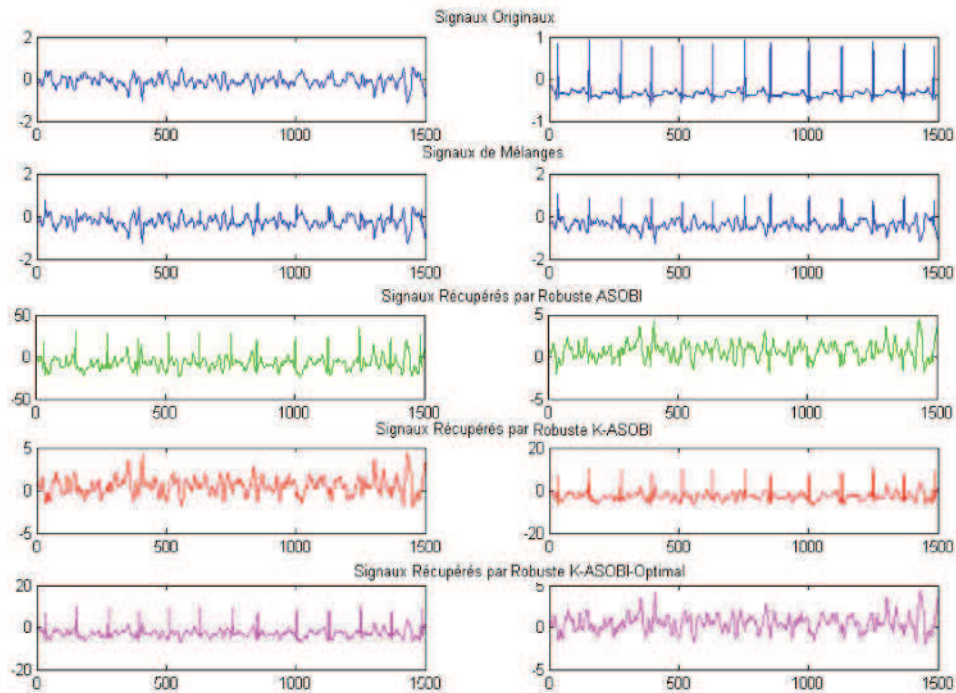 Signaux Originaux
2
0
-2
0 500 1000 1500
1
0
-1
0 500 1000 1500
Signaux de Mélanges
2
0
-2
0 500 1000 1500
2
0
-2
0 500 1000 1500
Signaux Récupérés par Robuste ASOBI
50
0
-50
0 500 1000 1500
5
0
-5
0 500 1000 1500
Signaux Récupérés par Robuste K-ASOBI
5
0
-5
0 500 1000 1500
20
0
-20
0 500 1000 1500
Signaux Récupérés par Robuste K-ASOBI-Optimal
20
0
-20
0 500 1000 1500
5
0
-5
0 500 1000 1500